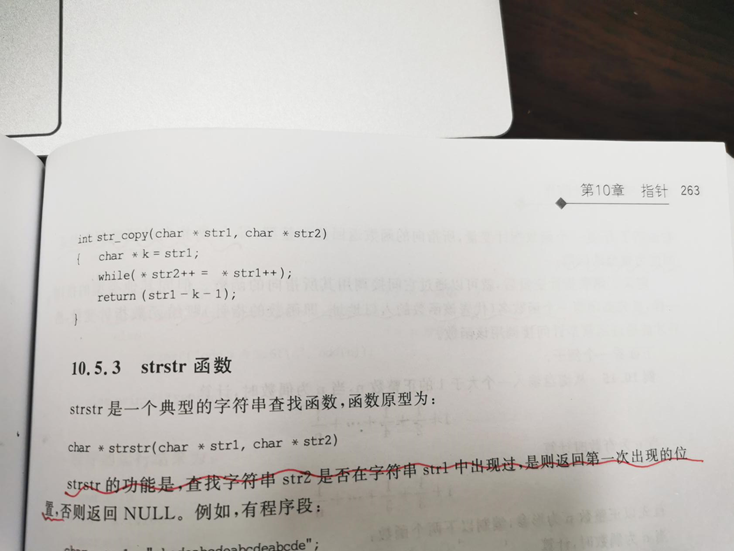 第10章 指针 263
int str_copy(char * str1, char * str2)
{ char * k = str1;
while( * str2++ = * str1++);
return (str1 - k - 1);
}
10.5.3 strstr 函数
strstr 是一个典型的字符串查找函数,函数原型为:
char * strstr(char * str1, char * str2)
strstr 的功能是,查找字符串 str2 是否在字符串 str1 中出现过,是则返回第一次出现的位
置,否则返回 NULL。例如,有程序段: